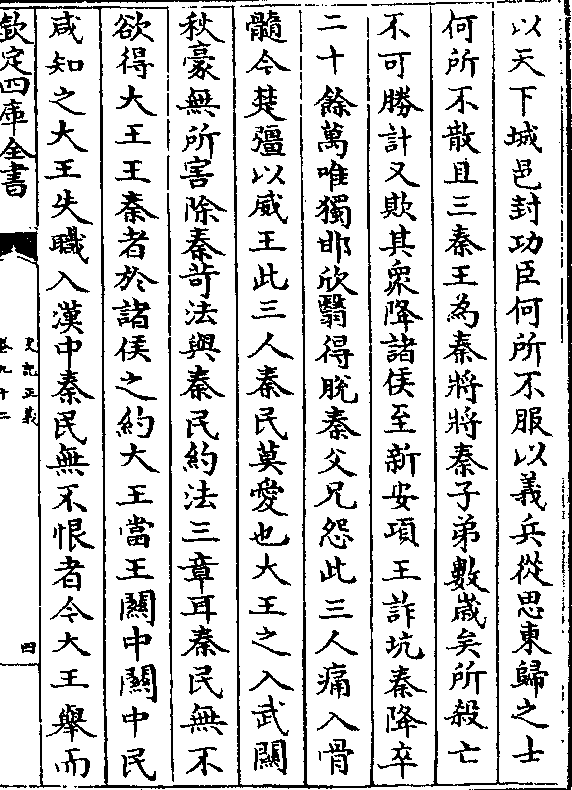 以天下城邑封功臣何所不服以義兵從思東歸之士
何所不散且三秦王為秦將將秦子弟數嵗矣所殺亡
不可勝計又欺其衆降諸侯至新安項王詐坑秦降卒
二十餘萬唯獨邯欣翳得脫秦父兄怨此三人痛入骨
髓今楚彊以威王此三人秦民莫愛也大王之入武關
秋豪無所害除秦苛法與秦民約法三章耳秦民無不
欲得大王王秦者於諸侯之約大王當王關中關中民
咸知之大王失職入漢中秦民無不恨者今大王舉而
欽定四庫全書
史記正義
卷九十二
四